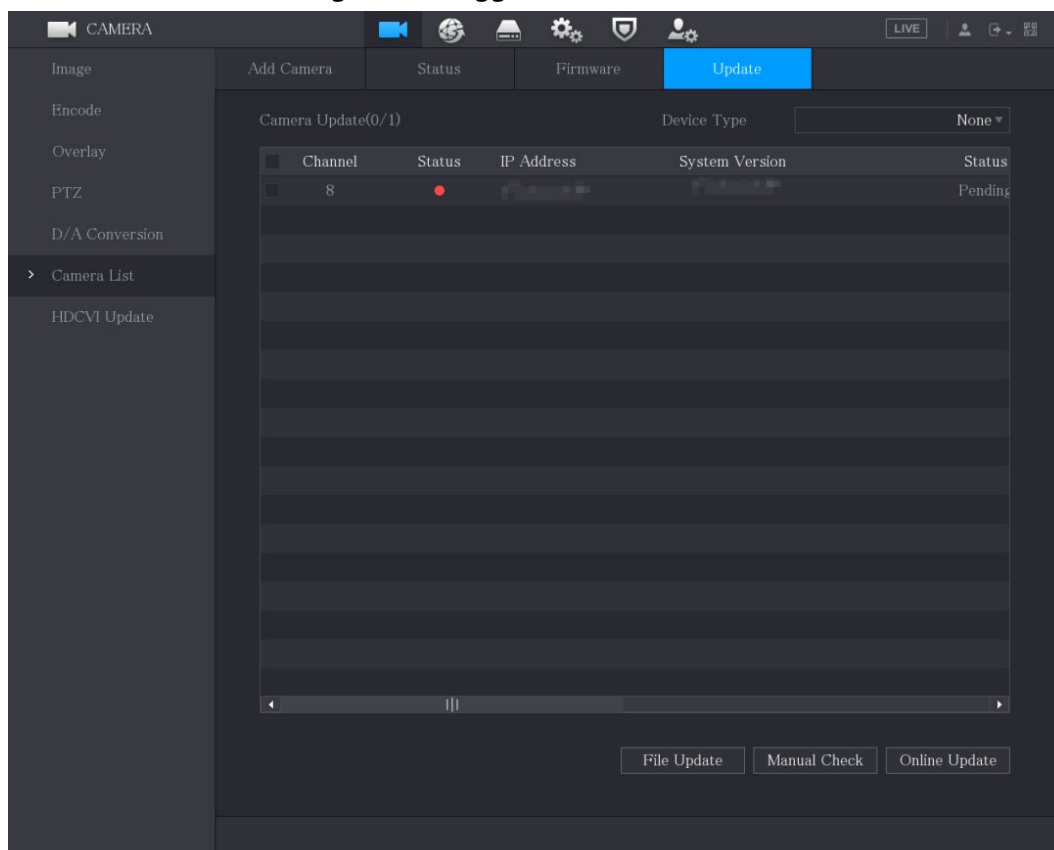 CAMERA LIVE
Image Add Camera Status Firmware Update
Encode Camera Update(0/1) Device Type None
Overlay Channel Status IP Address System Version Status
PTZ 8 Pending
D/A Conversion
Camera List
HDCVI Update
File Update Manual Check Online Update